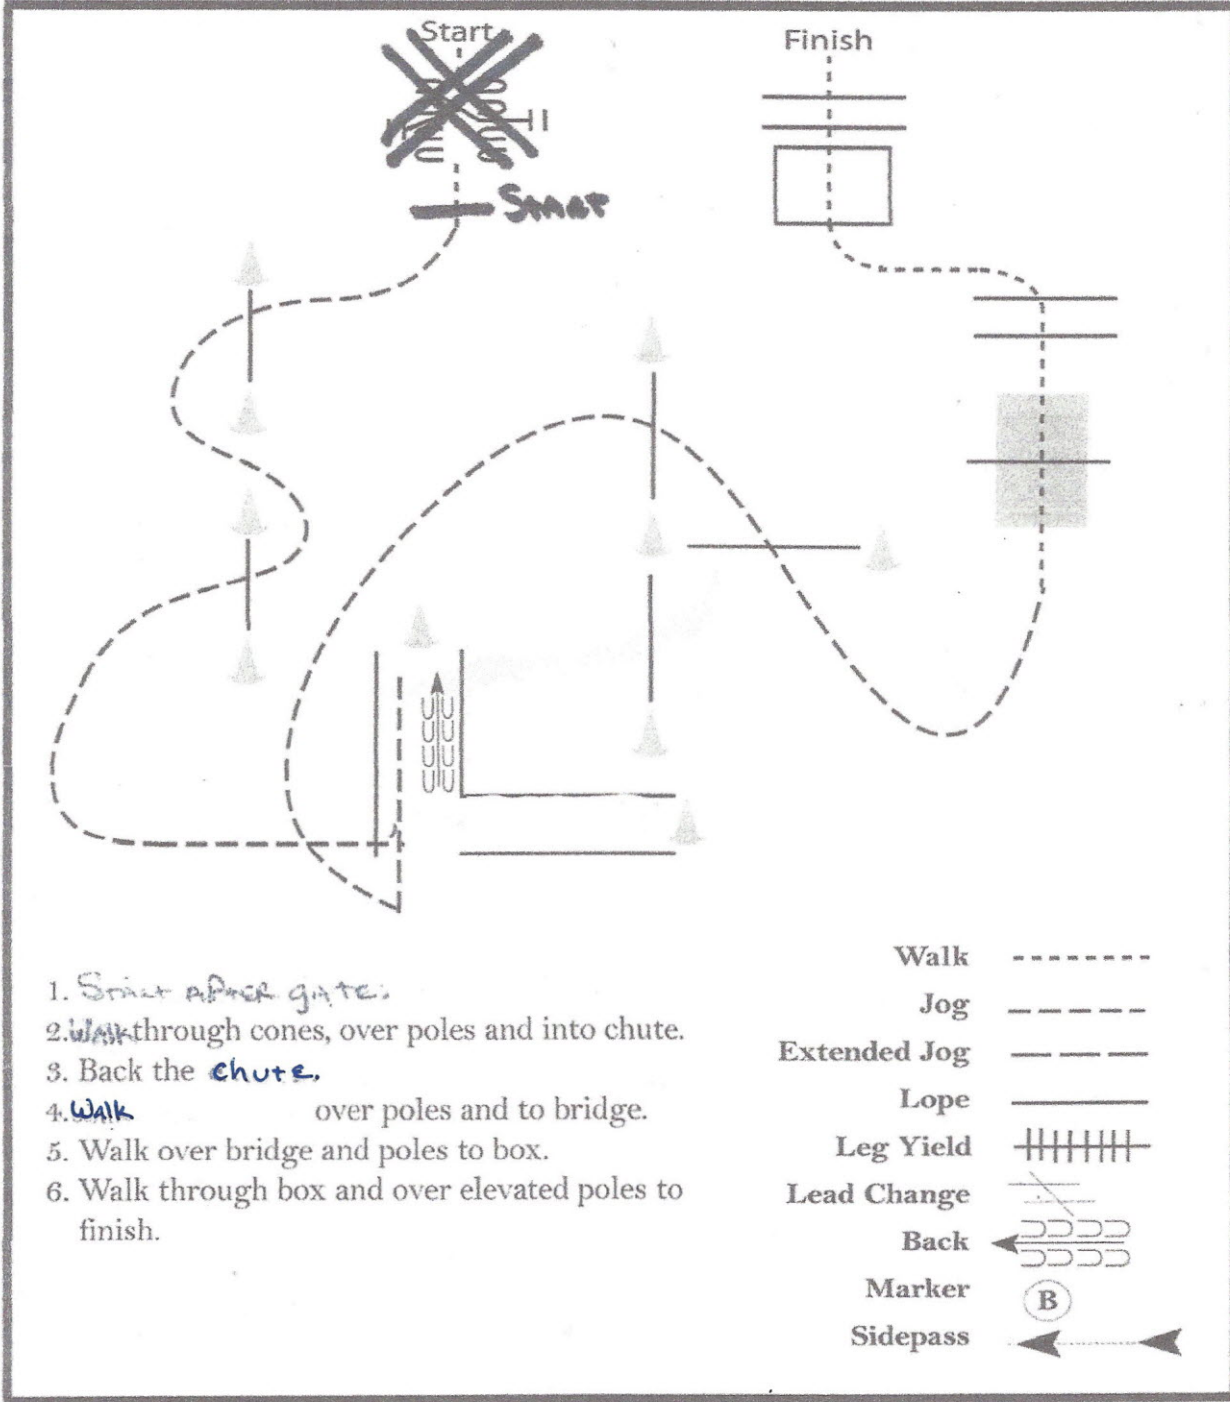 Start
Finish
START
1. Start after gate.
2. Walk through cones, over poles and into chute.
3. Back the chute.
4. Walk over poles and to bridge.
5. Walk over bridge and poles to box.
6. Walk through box and over elevated poles to
finish.
Walk
Jog
Extended Jog
Lope
Leg Yield
Lead Change
Back
Marker
B
Sidepass